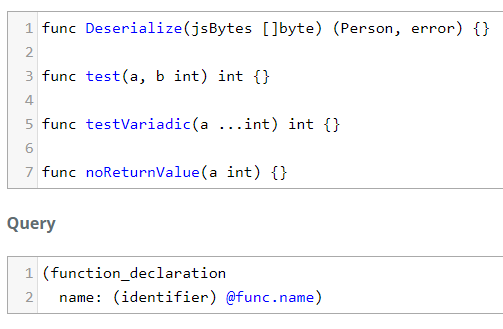 1 func Deserialize(jsBytes []byte) (Person, error) {}
2
3 func test(a, b int) int {}
4
5 func testVariadic(a ...int) int {}
6
7 func noReturnValue(a int) {}
Query
1 (function_declaration
2   name: (identifier) @func.name)